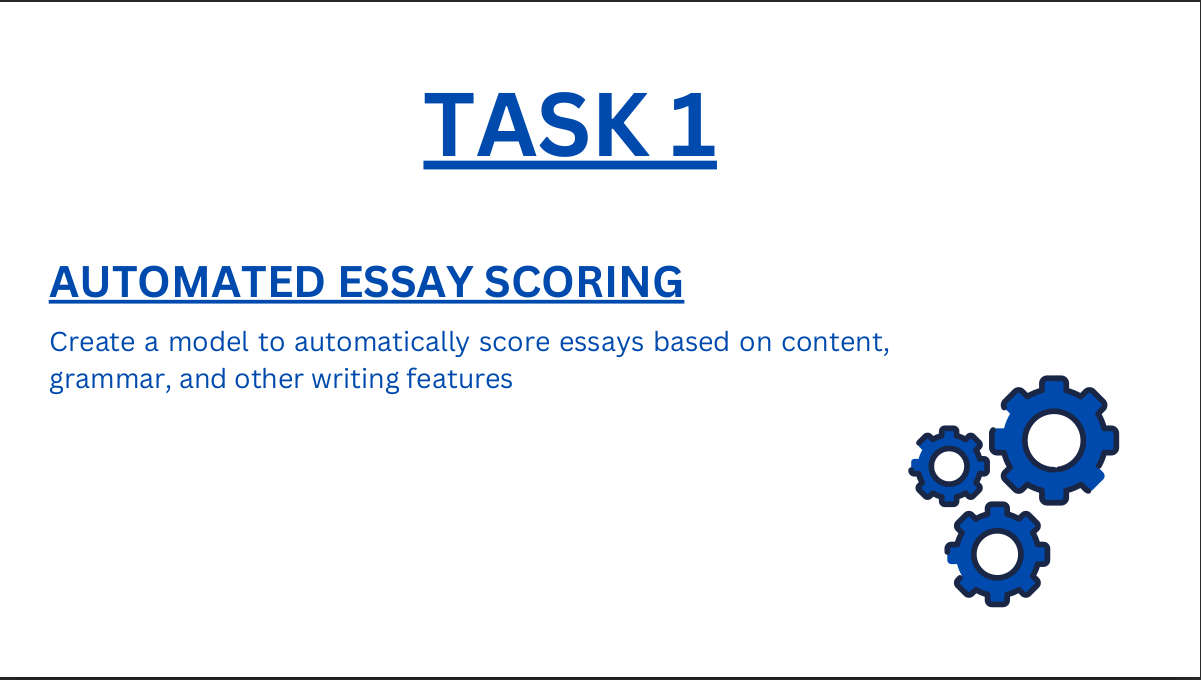 TASK 1
AUTOMATED ESSAY SCORING
Create a model to automatically score essays based on content,
grammar, and other writing features